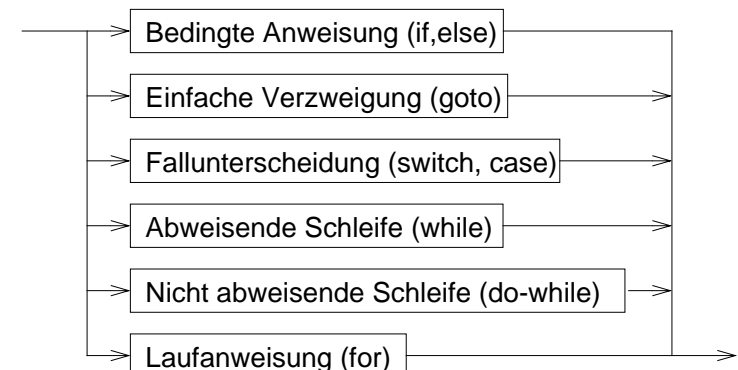 Bedingte Anweisung (if,else)
Einfache Verzweigung (goto)
Fallunterscheidung (switch, case)
Abweisende Schleife (while)
Nicht abweisende Schleife (do-while)
Laufanweisung (for)